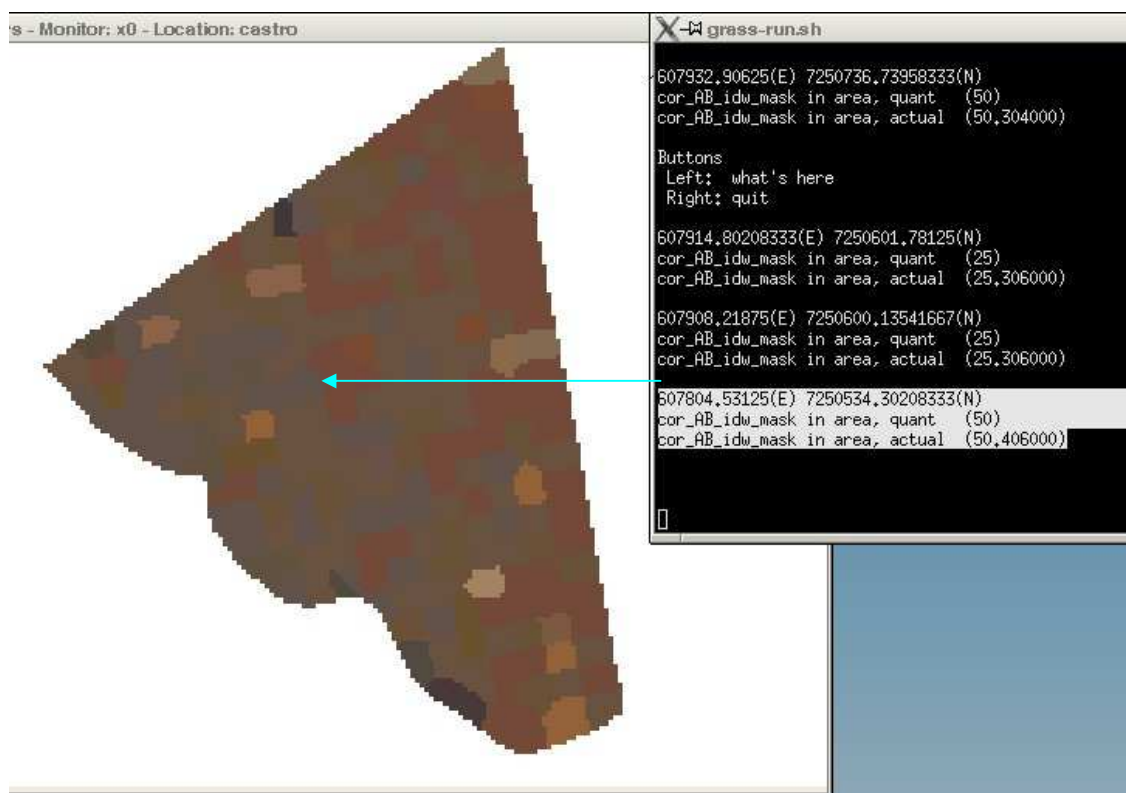 s - Monitor: x0 - Location: castro
grass-run.sh
607932.90625(E) 7250736.73958333(N)
cor_AB_idw_mask in area, quant (50)
cor_AB_idw_mask in area, actual (50.304000)
Buttons
Left: what's here
Right: quit
607914.80208333(E) 7250601.78125(N)
cor_AB_idw_mask in area, quant (25)
cor_AB_idw_mask in area, actual (25.306000)
607908.21875(E) 7250600.13541667(N)
cor_AB_idw_mask in area, quant (25)
cor_AB_idw_mask in area, actual (25.306000)
607804.53125(E) 7250534.30208333(N)
cor_AB_idw_mask in area, quant (50)
cor_AB_idw_mask in area, actual (50.406000)